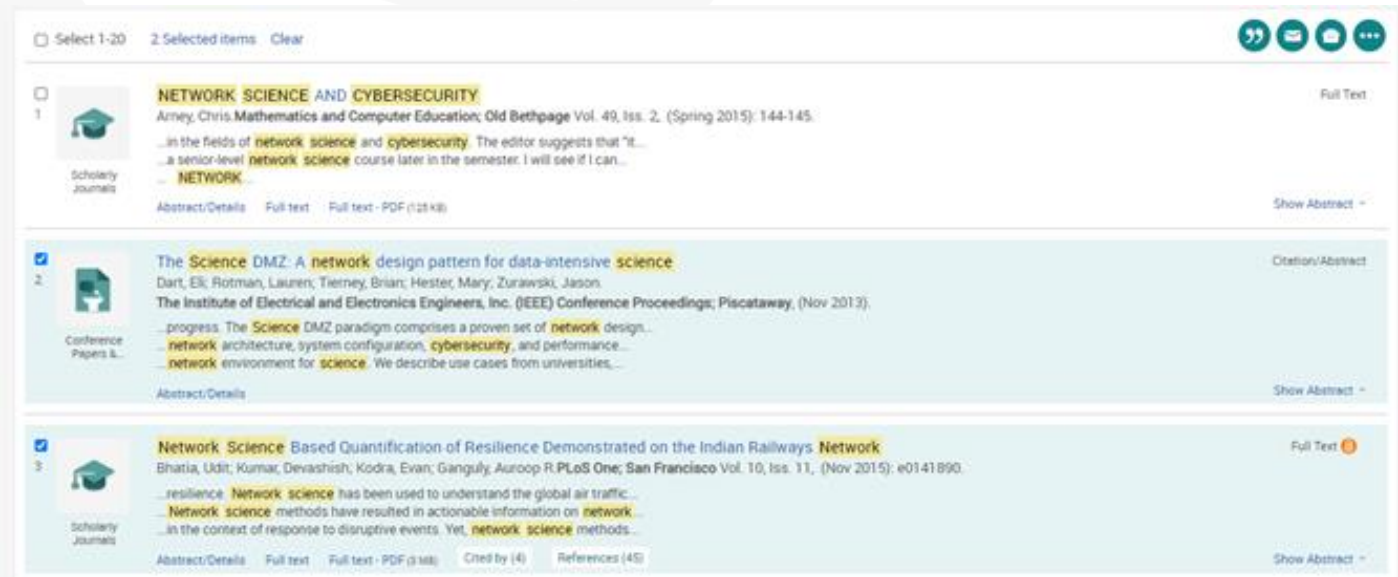 Select 1-20 2 Selected items Clear
1
Scholarly
Journals
NETWORK SCIENCE AND CYBERSECURITY
Full Text
Arney, Chris.Mathematics and Computer Education; Old Bethpage Vol. 49, Iss. 2, (Spring 2015): 144-145.
...in the fields of network science and cybersecurity. The editor suggests that "it...
...a senior-level network science course later in the semester. I will see if I can...
... NETWORK...
Abstract/Details Full text Full text - PDF (125 KB)
Show Abstract
2
Conference
Papers &...
The Science DMZ: A network design pattern for data-intensive science
Citation/Abstract
Dart, Eli; Rotman, Lauren; Tierney, Brian; Hester, Mary; Zurawski, Jason.
The Institute of Electrical and Electronics Engineers, Inc. (IEEE) Conference Proceedings; Piscataway, (Nov 2013).
...progress. The Science DMZ paradigm comprises a proven set of network design...
...network architecture, system configuration, cybersecurity, and performance...
...network environment for science. We describe use cases from universities,...
Abstract/Details
Show Abstract
3
Scholarly
Journals
Network Science Based Quantification of Resilience Demonstrated on the Indian Railways Network
Full Text
Bhatia, Udit; Kumar, Devashish; Kodra, Evan; Ganguly, Auroop R.PLoS One; San Francisco Vol. 10, Iss. 11, (Nov 2015): e0141890.
...resilience. Network science has been used to understand the global air traffic...
...Network science methods have resulted in actionable information on network...
...in the context of response to disruptive events. Yet, network science methods...
Abstract/Details Full text Full text - PDF (3 MB) Cited by (4) References (45)
Show Abstract